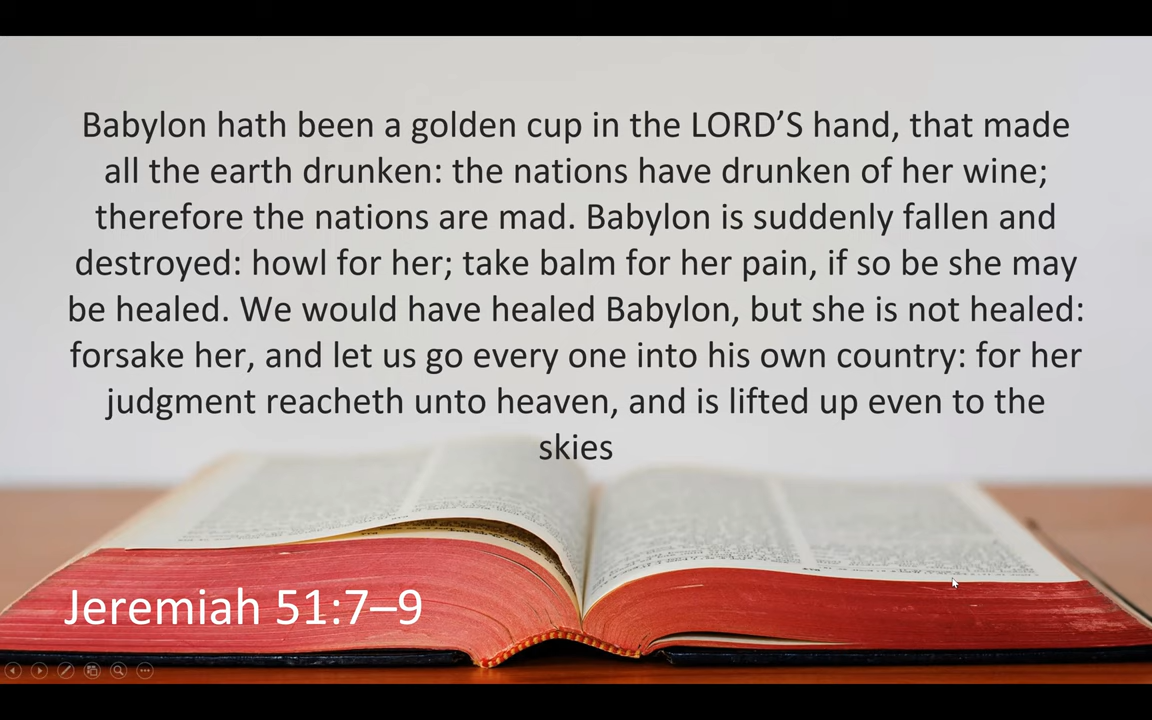 Babylon hath been a golden cup in the LORD’S hand, that made
all the earth drunken: the nations have drunken of her wine;
therefore the nations are mad. Babylon is suddenly fallen and
destroyed: howl for her; take balm for her pain, if so be she may
be healed. We would have healed Babylon, but she is not healed:
forsake her, and let us go every one into his own country: for her
judgment reacheth unto heaven, and is lifted up even to the
skies
Jeremiah 51:7–9